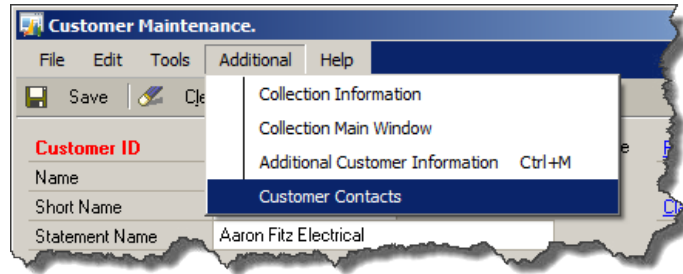 Customer Maintenance.
File Edit Tools Additional Help
Save
Collection Information
Collection Main Window
Additional Customer Information Ctrl+M
Customer Contacts
Customer ID
Name
Short Name
Statement Name Aaron Fitz Electrical